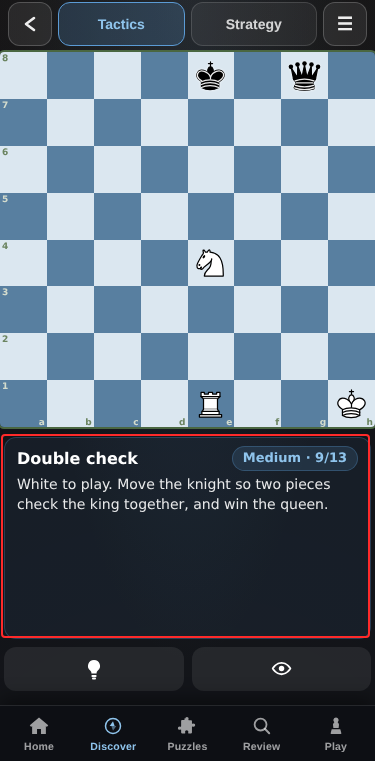 Tactics
Strategy
8
7
6
5
4
3
2
1
a
b
c
d
e
f
g
h
Double check
Medium · 9/13
White to play. Move the knight so two pieces
check the king together, and win the queen.
Home
Discover
Puzzles
Review
Play